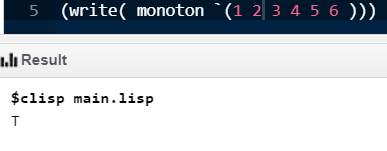 5 (write( monoton `(1 2 3 4 5 6 )))
Result
$clisp main.lisp
T